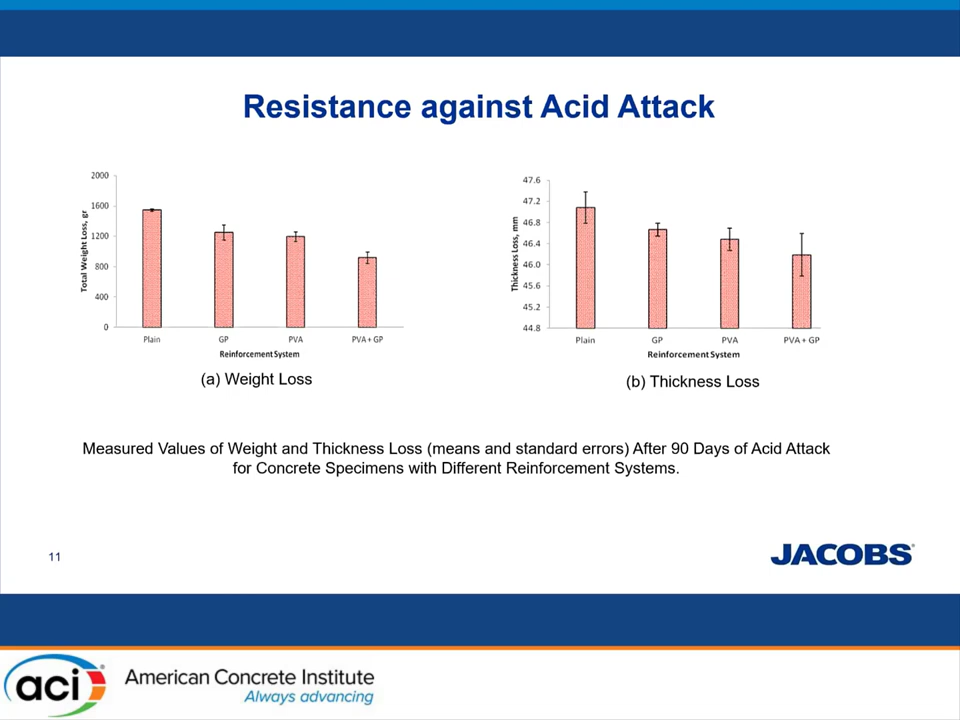 Resistance against Acid Attack
2000
1600
1200
800
400
0
Total Weight Loss, gr
Plain GP PVA PVA + GP
Reinforcement System
(a) Weight Loss
47.6
47.2
46.8
46.4
46.0
45.6
45.2
44.8
Thickness Loss, mm
Plain GP PVA PVA + GP
Reinforcement System
(b) Thickness Loss
Measured Values of Weight and Thickness Loss (means and standard errors) After 90 Days of Acid Attack
for Concrete Specimens with Different Reinforcement Systems.
11
JACOBS
aci
American Concrete Institute
Always advancing